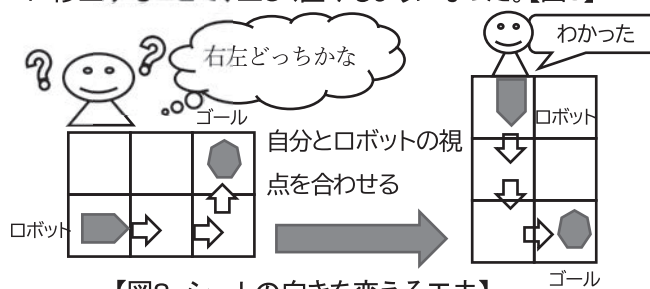 右左どっちかな
わかった
ゴール
ロボット
自分とロボットの視
点を合わせる
ロボット
ゴール